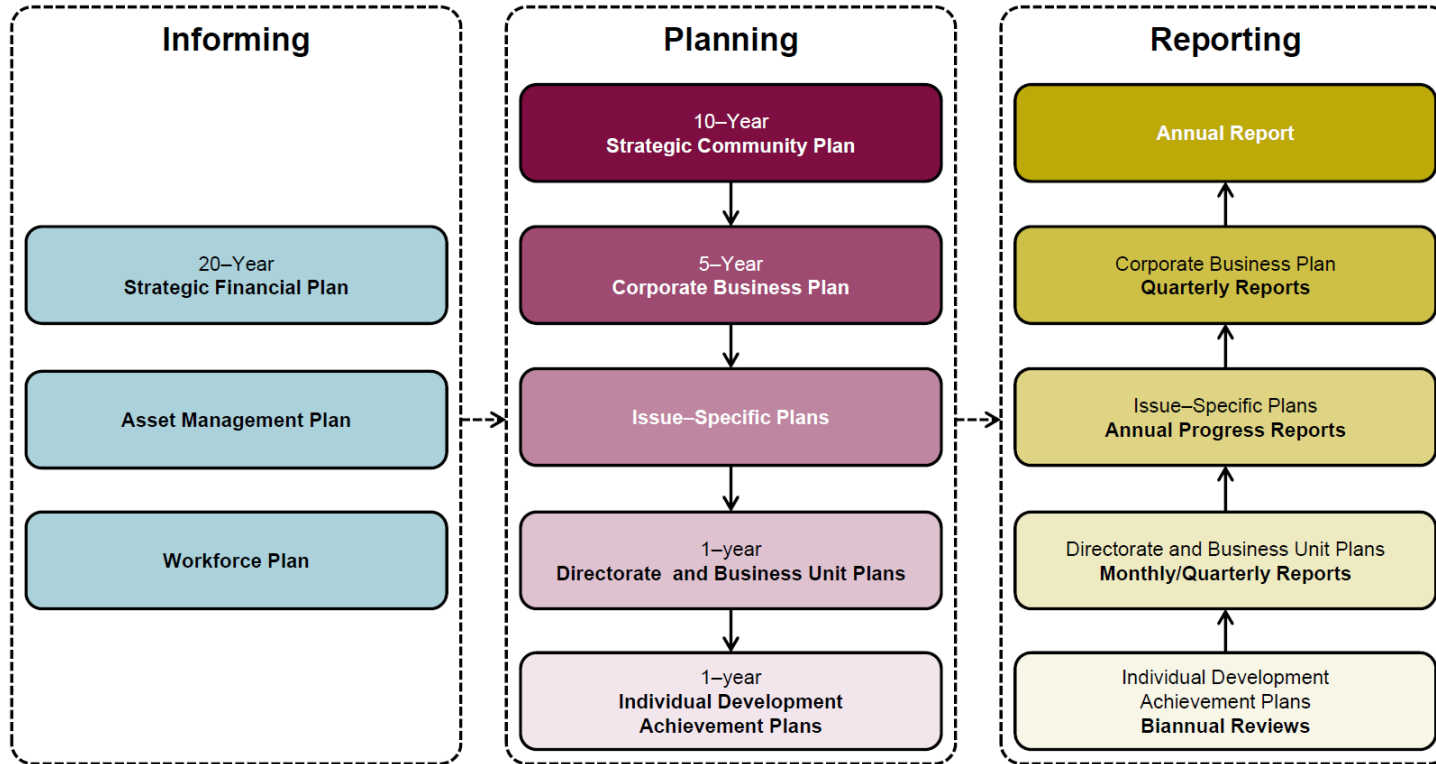 Informing
20–Year
Strategic Financial Plan
Asset Management Plan
Workforce Plan
Planning
10–Year
Strategic Community Plan
5–Year
Corporate Business Plan
Issue–Specific Plans
1–year
Directorate and Business Unit Plans
1–year
Individual Development
Achievement Plans
Reporting
Annual Report
Corporate Business Plan
Quarterly Reports
Issue–Specific Plans
Annual Progress Reports
Directorate and Business Unit Plans
Monthly/Quarterly Reports
Individual Development
Achievement Plans
Biannual Reviews